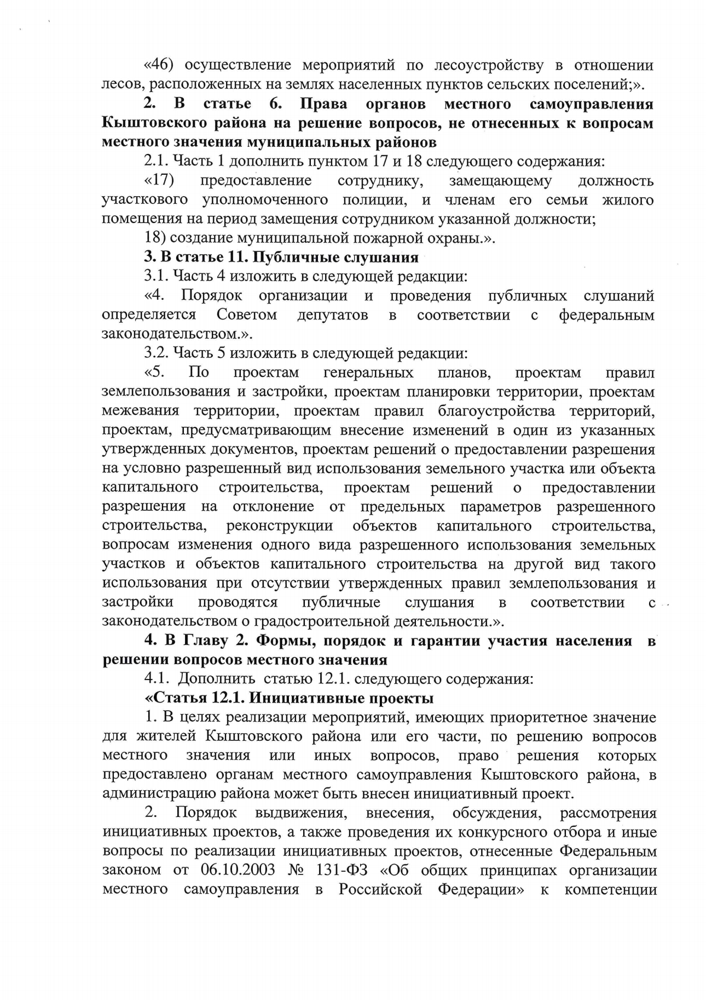 «46) осуществление мероприятий по лесоустройству в отношении
лесов, расположенных на землях населенных пунктов сельских поселений;».
2. В статье 6. Права органов местного самоуправления
Кыштовского района на решение вопросов, не отнесенных к вопросам
местного значения муниципальных районов
2.1. Часть 1 дополнить пунктом 17 и 18 следующего содержания:
«17) предоставление сотруднику, замещающему должность
участкового уполномоченного полиции, и членам его семьи жилого
помещения на период замещения сотрудником указанной должности;
18) создание муниципальной пожарной охраны.».
3. В статье 11. Публичные слушания
3.1. Часть 4 изложить в следующей редакции:
«4. Порядок организации и проведения публичных слушаний
определяется Советом депутатов в соответствии с федеральным
законодательством.».
3.2. Часть 5 изложить в следующей редакции:
«5. По проектам генеральных планов, проектам правил
землепользования и застройки, проектам планировки территории, проектам
межевания территории, проектам правил благоустройства территорий,
проектам, предусматривающим внесение изменений в один из указанных
утвержденных документов, проектам решений о предоставлении разрешения
на условно разрешенный вид использования земельного участка или объекта
капитального строительства, проектам решений о предоставлении
разрешения на отклонение от предельных параметров разрешенного
строительства, реконструкции объектов капитального строительства,
вопросам изменения одного вида разрешенного использования земельных
участков и объектов капитального строительства на другой вид такого
использования при отсутствии утвержденных правил землепользования и
застройки проводятся публичные слушания в соответствии с
законодательством о градостроительной деятельности.».
4. В Главу 2. Формы, порядок и гарантии участия населения в
решении вопросов местного значения
4.1. Дополнить статью 12.1. следующего содержания:
«Статья 12.1. Инициативные проекты
1. В целях реализации мероприятий, имеющих приоритетное значение
для жителей Кыштовского района или его части, по решению вопросов
местного значения или иных вопросов, право решения которых
предоставлено органам местного самоуправления Кыштовского района, в
администрацию района может быть внесен инициативный проект.
2. Порядок выдвижения, внесения, обсуждения, рассмотрения
инициативных проектов, а также проведения их конкурсного отбора и иные
вопросы по реализации инициативных проектов, отнесенные Федеральным
законом от 06.10.2003 № 131-ФЗ «Об общих принципах организации
местного самоуправления в Российской Федерации» к компетенции